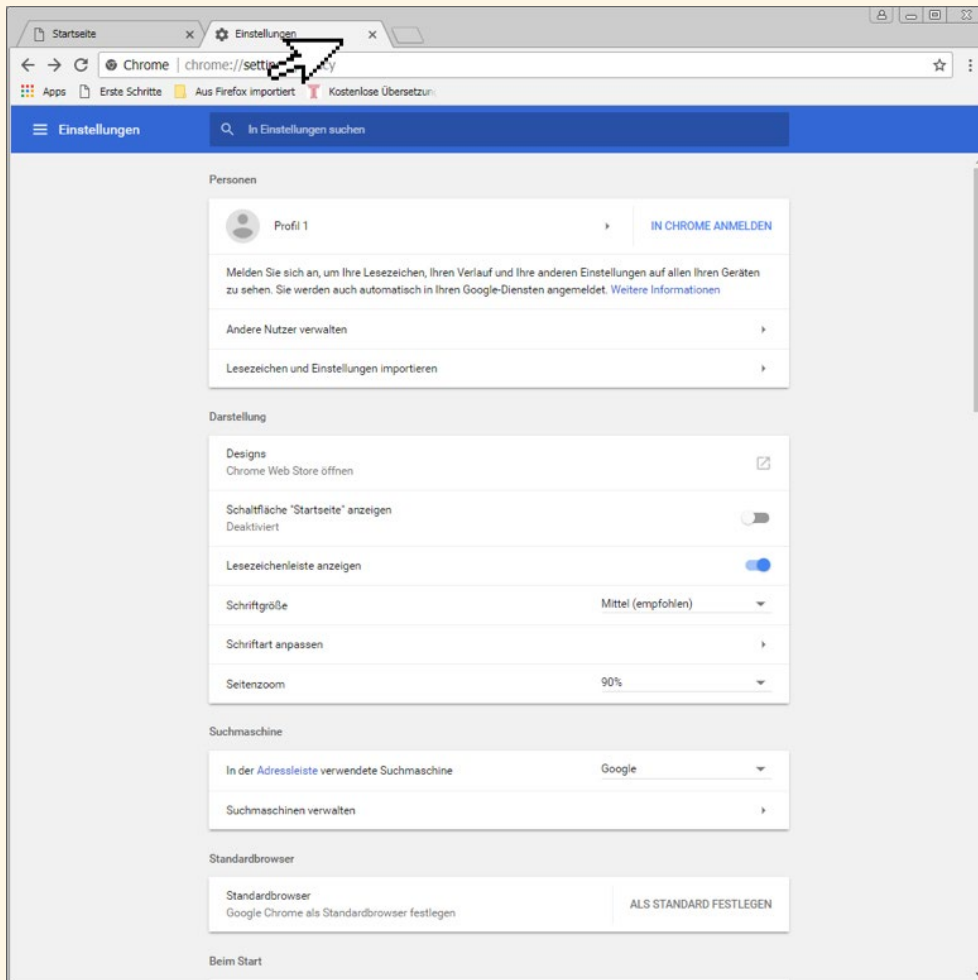 Startseite
Einstellungen
Chrome | chrome://
Apps Erste Schritte Aus Firefox importiert Kostenlose Übersetzung
Einstellungen In Einstellungen suchen
Personen
Profil 1 IN CHROME ANMELDEN
Melden Sie sich an, um Ihre Lesezeichen, Ihren Verlauf und Ihre anderen Einstellungen auf allen Ihren Geräten
zu sehen. Sie werden auch automatisch in Ihren Google-Diensten angemeldet. Weitere Informationen
Andere Nutzer verwalten
Lesezeichen und Einstellungen importieren
Darstellung
Designs
Chrome Web Store öffnen
Schaltfläche "Startseite" anzeigen
Deaktiviert
Lesezeichenleiste anzeigen
Schriftgröße Mittel (empfohlen)
Schriftart anpassen
Seitenzoom 90%
Suchmaschine
In der Adressleiste verwendete Suchmaschine Google
Suchmaschinen verwalten
Standardbrowser
Standardbrowser
Google Chrome als Standardbrowser festlegen
ALS STANDARD FESTLEGEN
Beim Start